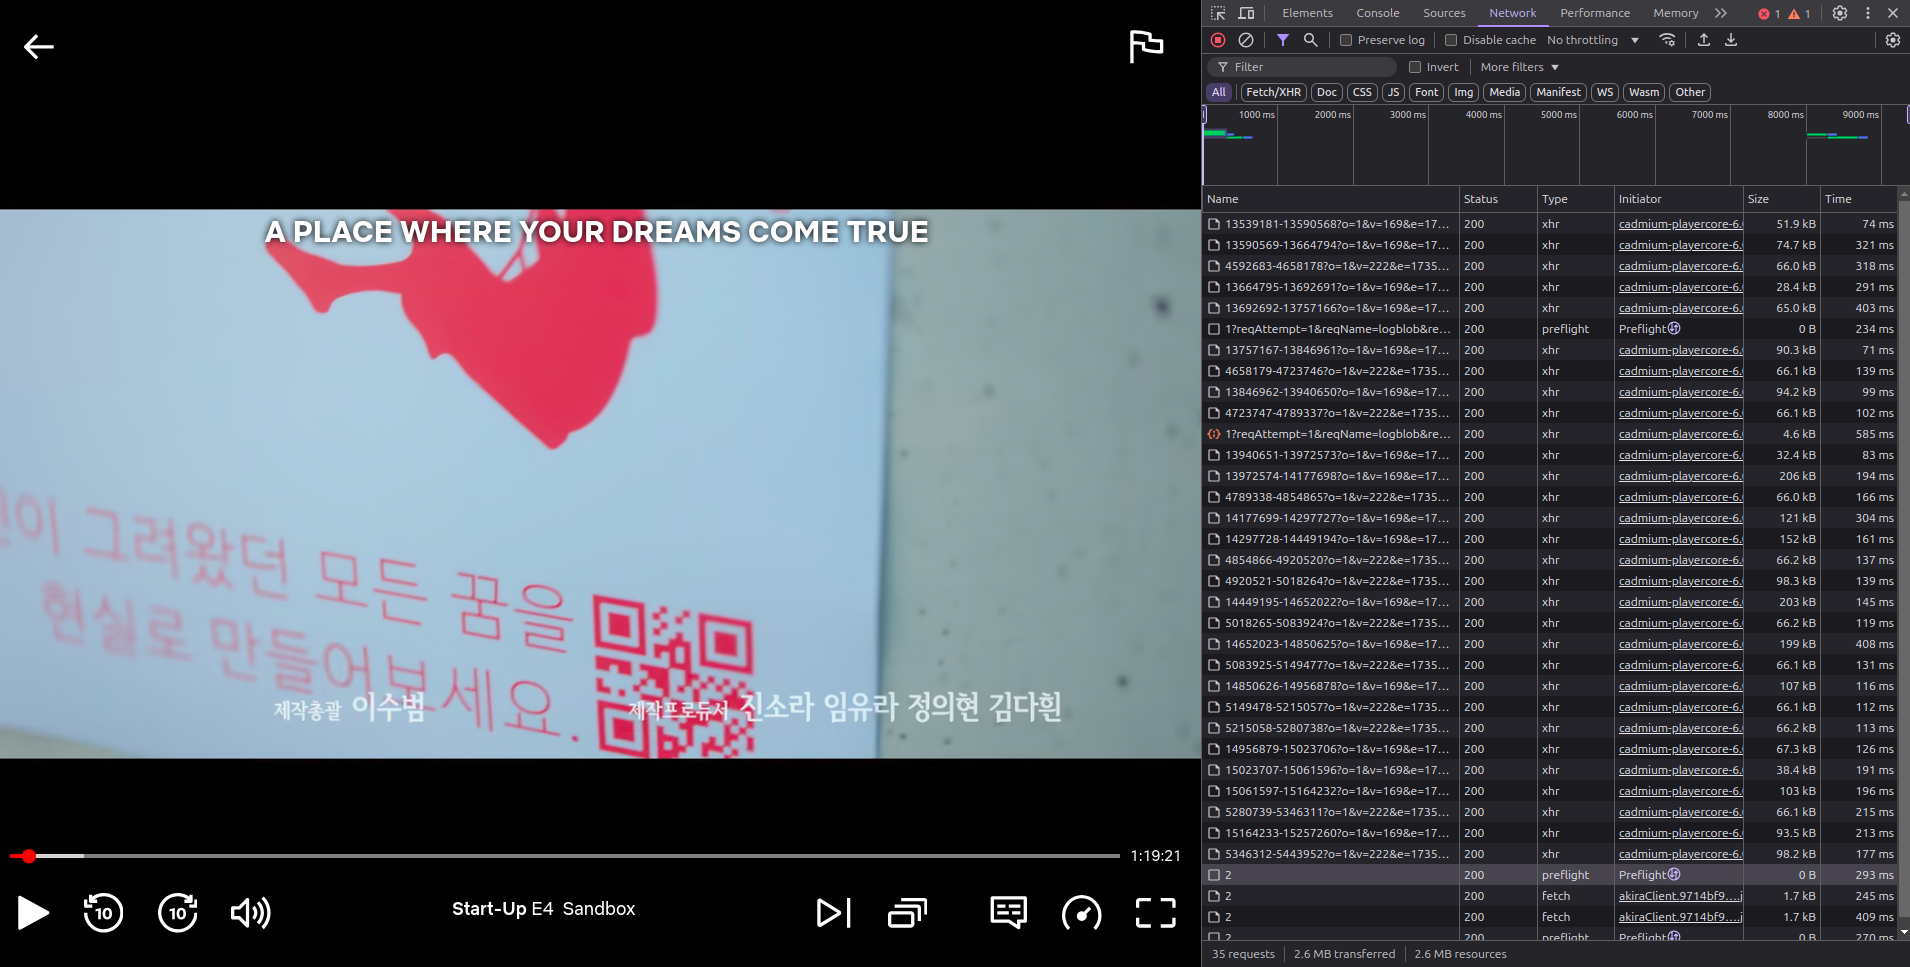 A PLACE WHERE YOUR DREAMS COME TRUE
이 그려왔던 모든 꿈을
현실로 만들어보세요.
제작총괄 이수범
제작프로듀서 진소라 임유라 정의현 김다흰
1:19:21
10
10
Start-Up E4 Sandbox
Elements Console Sources Network Performance Memory 1 1
Preserve log Disable cache No throttling
Filter Invert More filters
All Fetch/XHR Doc CSS JS Font Img Media Manifest WS Wasm Other
1000 ms 2000 ms 3000 ms 4000 ms 5000 ms 6000 ms 7000 ms 8000 ms 9000 ms
Name Status Type Initiator Size Time
13539181-13590568?o=1&v=169&e=17... 200 xhr cadmium-playercore-6. 51.9 kB 74 ms
13590569-13664794?o=1&v=169&e=17... 200 xhr cadmium-playercore-6. 74.7 kB 321 ms
4592683-4658178?o=1&v=222&e=1735... 200 xhr cadmium-playercore-6. 66.0 kB 318 ms
13664795-13692691?o=1&v=169&e=17... 200 xhr cadmium-playercore-6. 28.4 kB 291 ms
13692692-13757166?o=1&v=169&e=17... 200 xhr cadmium-playercore-6. 65.0 kB 403 ms
1?reqAttempt=1&reqName=logblob&re... 200 preflight Preflight 0 B 234 ms
13757167-13846961?o=1&v=169&e=17... 200 xhr cadmium-playercore-6. 90.3 kB 71 ms
4658179-4723746?o=1&v=222&e=1735... 200 xhr cadmium-playercore-6. 66.1 kB 139 ms
13846962-13940650?o=1&v=169&e=17... 200 xhr cadmium-playercore-6. 94.2 kB 99 ms
4723747-4789337?o=1&v=222&e=1735... 200 xhr cadmium-playercore-6. 66.1 kB 102 ms
1?reqAttempt=1&reqName=logblob&re... 200 xhr cadmium-playercore-6. 4.6 kB 585 ms
13940651-13972573?o=1&v=169&e=17... 200 xhr cadmium-playercore-6. 32.4 kB 83 ms
13972574-14177698?o=1&v=169&e=17... 200 xhr cadmium-playercore-6. 206 kB 194 ms
4789338-4854865?o=1&v=222&e=1735... 200 xhr cadmium-playercore-6. 66.0 kB 166 ms
14177699-14297727?o=1&v=169&e=17... 200 xhr cadmium-playercore-6. 121 kB 304 ms
14297728-14449194?o=1&v=169&e=17... 200 xhr cadmium-playercore-6. 152 kB 161 ms
4854866-4920520?o=1&v=222&e=1735... 200 xhr cadmium-playercore-6. 66.2 kB 137 ms
4920521-5018264?o=1&v=222&e=1735... 200 xhr cadmium-playercore-6. 98.3 kB 139 ms
14449195-14652022?o=1&v=169&e=17... 200 xhr cadmium-playercore-6. 203 kB 145 ms
5018265-5083924?o=1&v=222&e=1735... 200 xhr cadmium-playercore-6. 66.2 kB 119 ms
14652023-14850625?o=1&v=169&e=17... 200 xhr cadmium-playercore-6. 199 kB 408 ms
5083925-5149477?o=1&v=222&e=1735... 200 xhr cadmium-playercore-6. 66.1 kB 131 ms
14850626-14956878?o=1&v=169&e=17... 200 xhr cadmium-playercore-6. 107 kB 116 ms
5149478-5215057?o=1&v=222&e=1735... 200 xhr cadmium-playercore-6. 66.1 kB 112 ms
5215058-5280738?o=1&v=222&e=1735... 200 xhr cadmium-playercore-6. 66.2 kB 113 ms
14956879-15023706?o=1&v=169&e=17... 200 xhr cadmium-playercore-6. 67.3 kB 126 ms
15023707-15061596?o=1&v=169&e=17... 200 xhr cadmium-playercore-6. 38.4 kB 191 ms
15061597-15164232?o=1&v=169&e=17... 200 xhr cadmium-playercore-6. 103 kB 196 ms
5280739-5346311?o=1&v=222&e=1735... 200 xhr cadmium-playercore-6. 66.1 kB 215 ms
15164233-15257260?o=1&v=169&e=17... 200 xhr cadmium-playercore-6. 93.5 kB 213 ms
5346312-5443952?o=1&v=222&e=1735... 200 xhr cadmium-playercore-6. 98.2 kB 177 ms
2 200 preflight Preflight 0 B 293 ms
2 200 fetch akiraClient.9714bf9....j 1.7 kB 245 ms
2 200 fetch akiraClient.9714bf9....j 1.7 kB 409 ms
2 200 preflight Preflight 0 B 270 ms
35 requests 2.6 MB transferred 2.6 MB resources